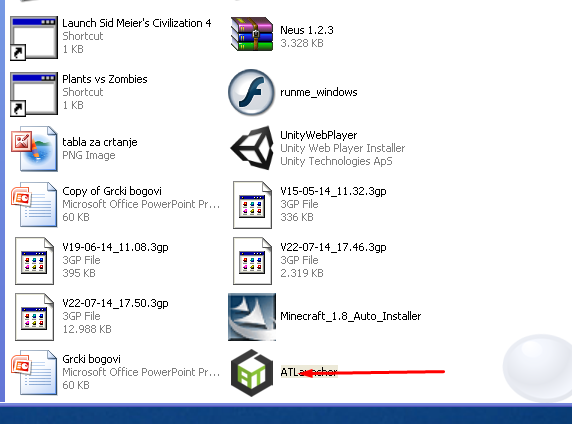 Launch Sid Meier's Civilization 4
Shortcut
1 KB
Neus 1.2.3
3.328 KB
Plants vs Zombies
Shortcut
1 KB
runme_windows
tabla za crtanje
PNG Image
UnityWebPlayer
Unity Web Player Installer
Unity Technologies ApS
Copy of Grcki bogovi
Microsoft Office PowerPoint Pr...
60 KB
V15-05-14_11.32.3gp
3GP File
336 KB
V19-06-14_11.08.3gp
3GP File
395 KB
V22-07-14_17.46.3gp
3GP File
2.319 KB
V22-07-14_17.50.3gp
3GP File
12.988 KB
Minecraft_1.8_Auto_Installer
Grcki bogovi
Microsoft Office PowerPoint Pr...
60 KB
ATLauncher